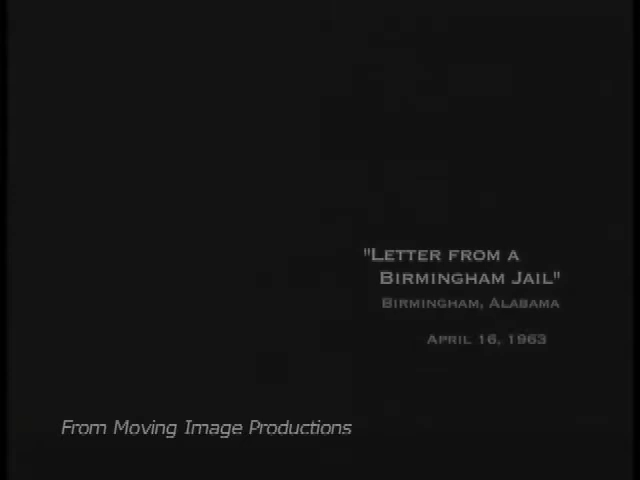 "Letter from a
Birmingham Jail"
Birmingham, Alabama
April 16, 1963
From Moving Image Productions